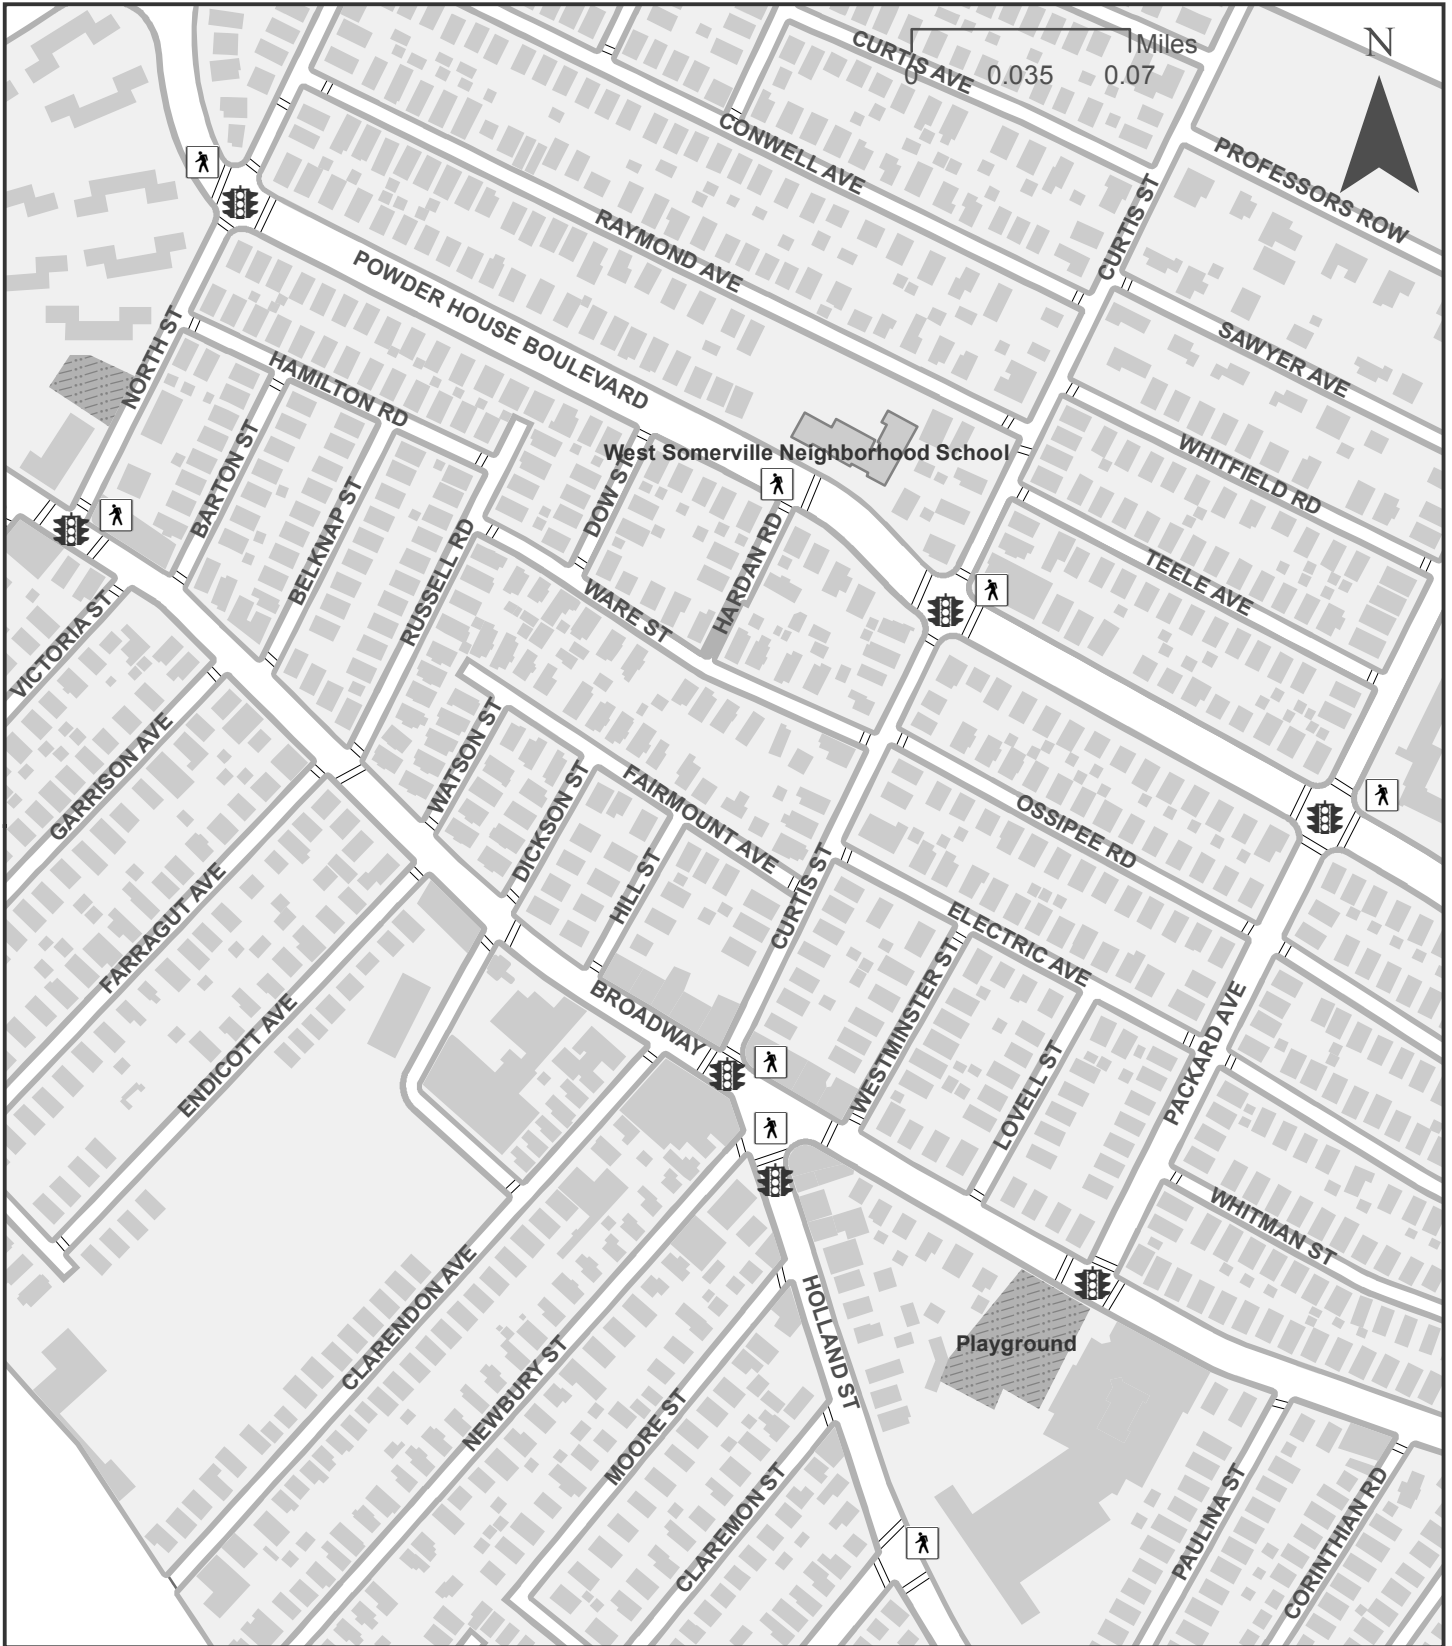 CURTIS AVE
Miles
0 0.035 0.07
N
CONWELL AVE
PROFESSORS ROW
CURTIS ST
RAYMOND AVE
POWDER HOUSE BOULEVARD
SAWYER AVE
NORTH ST
HAMILTON RD
WHITFIELD RD
BARTON ST
West Somerville Neighborhood School
DOW ST
BELKNAP ST
RUSSELL RD
HARDAN RD
TEELE AVE
WARE ST
VICTORIA ST
GARRISON AVE
WATSON ST
DICKSON ST
FAIRMOUNT AVE
OSSIPEE RD
HILL ST
CURTIS ST
FARRAGUT AVE
ELECTRIC AVE
ENDICOTT AVE
BROADWAY
WESTMINSTER ST
LOVELL ST
PACKARD AVE
WHITMAN ST
CLARENDON AVE
HOLLAND ST
Playground
NEWBURY ST
MOORE ST
CLAREMON ST
PAULINA ST
CORINTHIAN RD